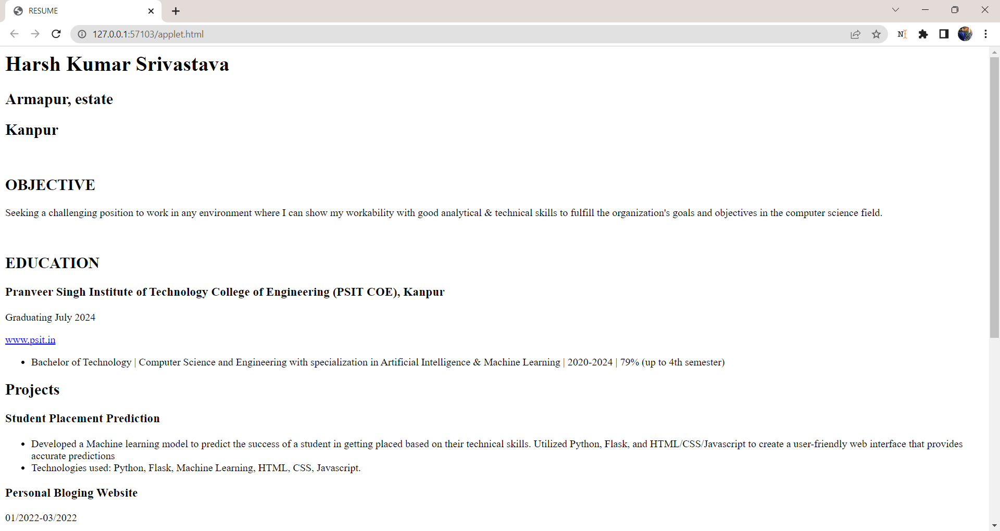 RESUME
127.0.0.1:57103/applet.html
Harsh Kumar Srivastava
Armapur, estate
Kanpur
OBJECTIVE
Seeking a challenging position to work in any environment where I can show my workability with good analytical & technical skills to fulfill the organization's goals and objectives in the computer science field.
EDUCATION
Pranveer Singh Institute of Technology College of Engineering (PSIT COE), Kanpur
Graduating July 2024
www.psit.in
• Bachelor of Technology | Computer Science and Engineering with specialization in Artificial Intelligence & Machine Learning | 2020-2024 | 79% (up to 4th semester)
Projects
Student Placement Prediction
• Developed a Machine learning model to predict the success of a student in getting placed based on their technical skills. Utilized Python, Flask, and HTML/CSS/Javascript to create a user-friendly web interface that provides
accurate predictions
• Technologies used: Python, Flask, Machine Learning, HTML, CSS, Javascript.
Personal Bloging Website
01/2022-03/2022